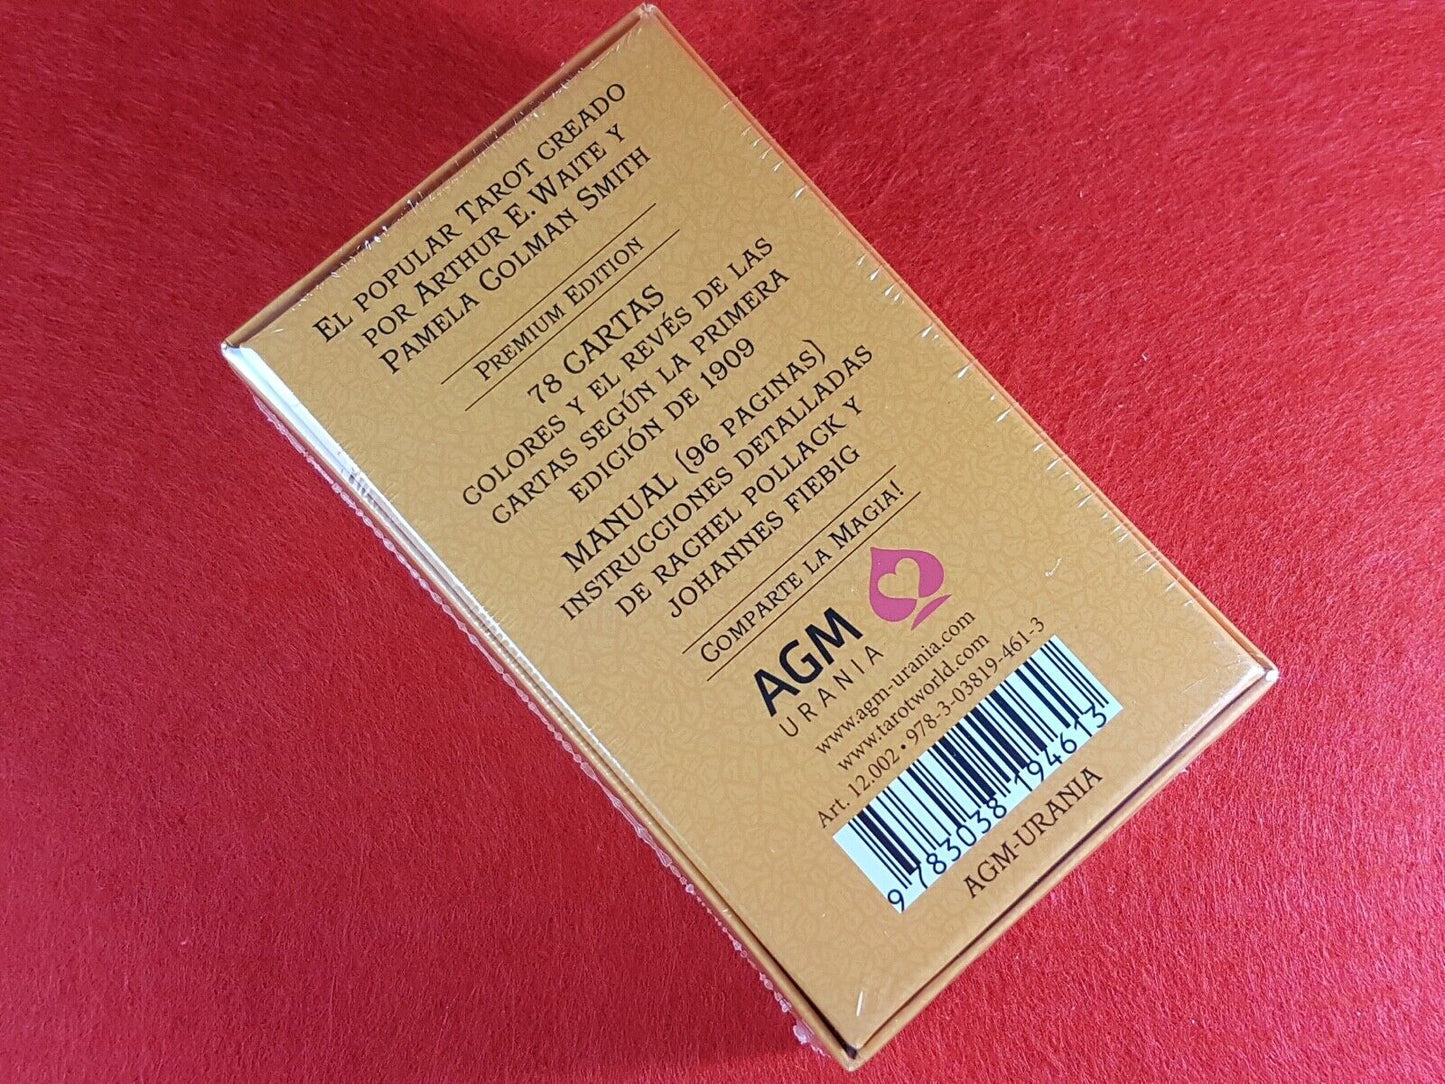 El popular Tarot creado
por Arthur E. Waite y
Pamela Colman Smith
Premium Edition
78 CARTAS
COLORES Y EL REVÉS DE LAS
CARTAS SEGÚN LA PRIMERA
EDICIÓN DE 1909
MANUAL (96 PAGINAS)
INSTRUCCIONES DETALLADAS
DE RACHEL POLLACK Y
JOHANNES FIEBIG
Comparte la Magia!
AGM
URANIA
www.agm-urania.com
www.tarotworld.com
Art. 12.002 • 978-3-03819-461-3
9 783038 194613
AGM-URANIA